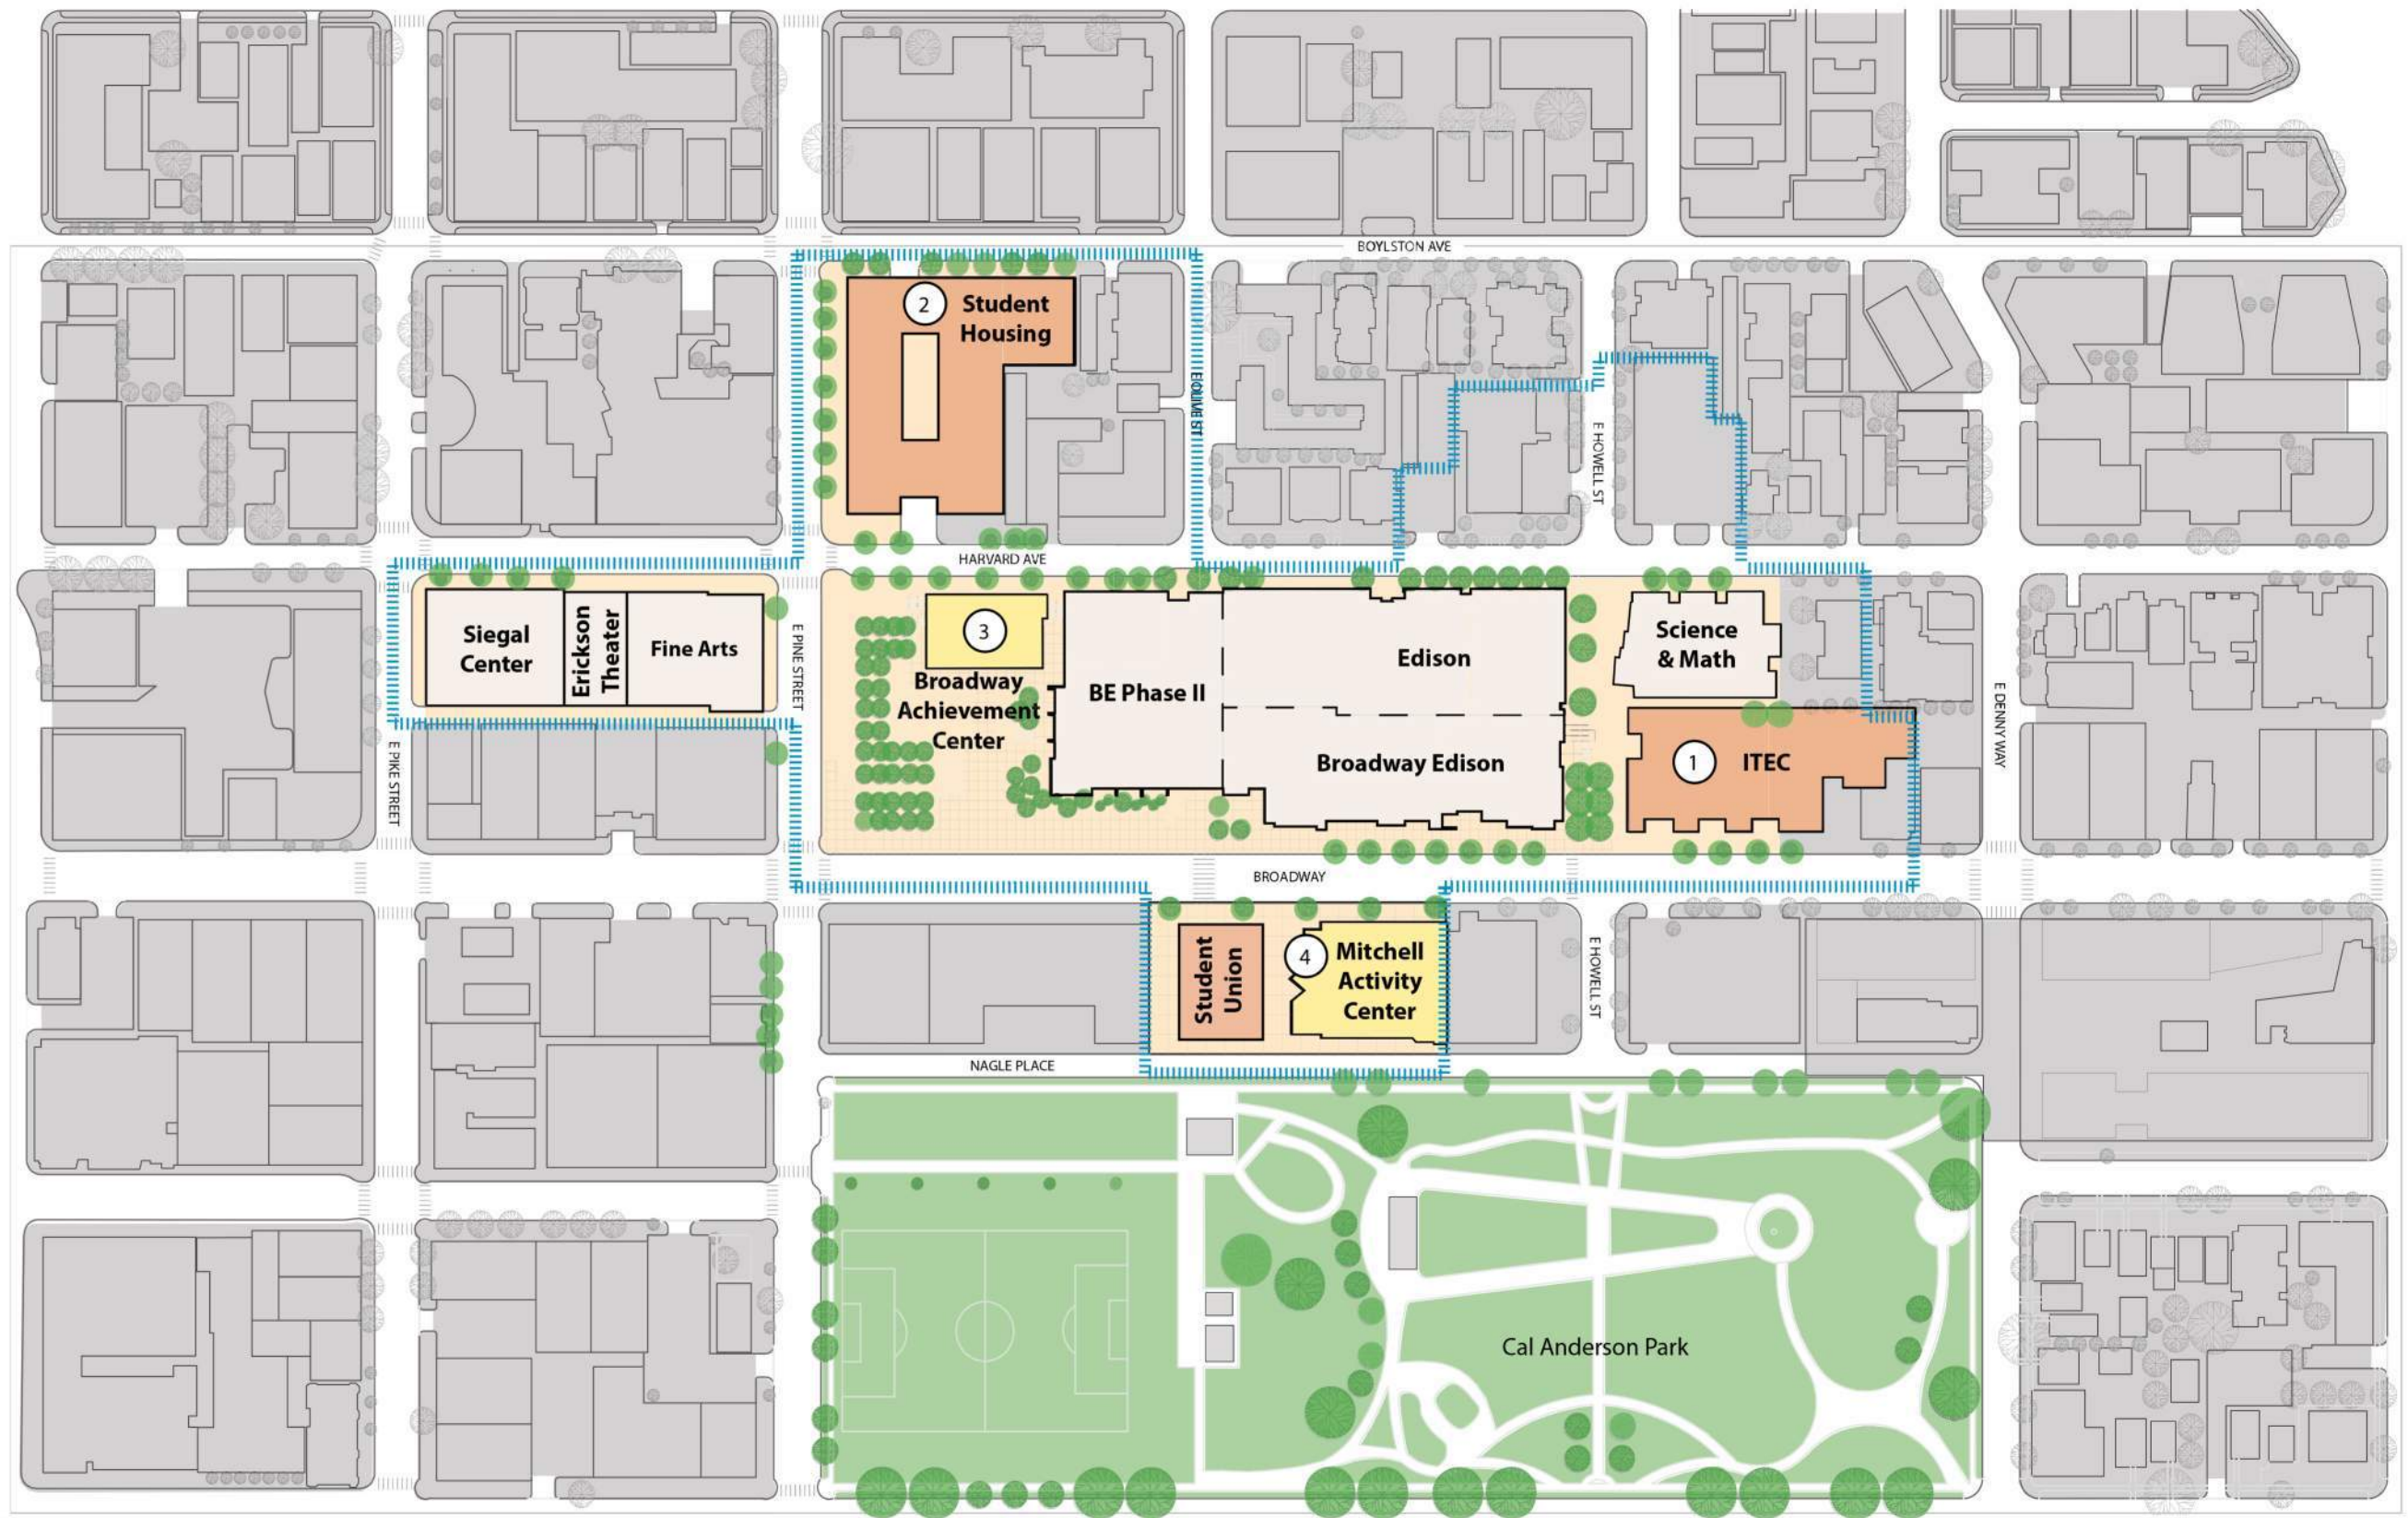 BOYLSTON AVE
2
Student
Housing
E OLIVE ST
E HOWELL ST
HARVARD AVE
Siegal
Center
Erickson
Theater
Fine Arts
E PINE STREET
3
Broadway
Achievement
Center
BE Phase II
Edison
Broadway Edison
Science
& Math
1
ITEC
E PIKE STREET
E DENNY WAY
BROADWAY
Student
Union
4
Mitchell
Activity
Center
E HOWELL ST
NAGLE PLACE
Cal Anderson Park